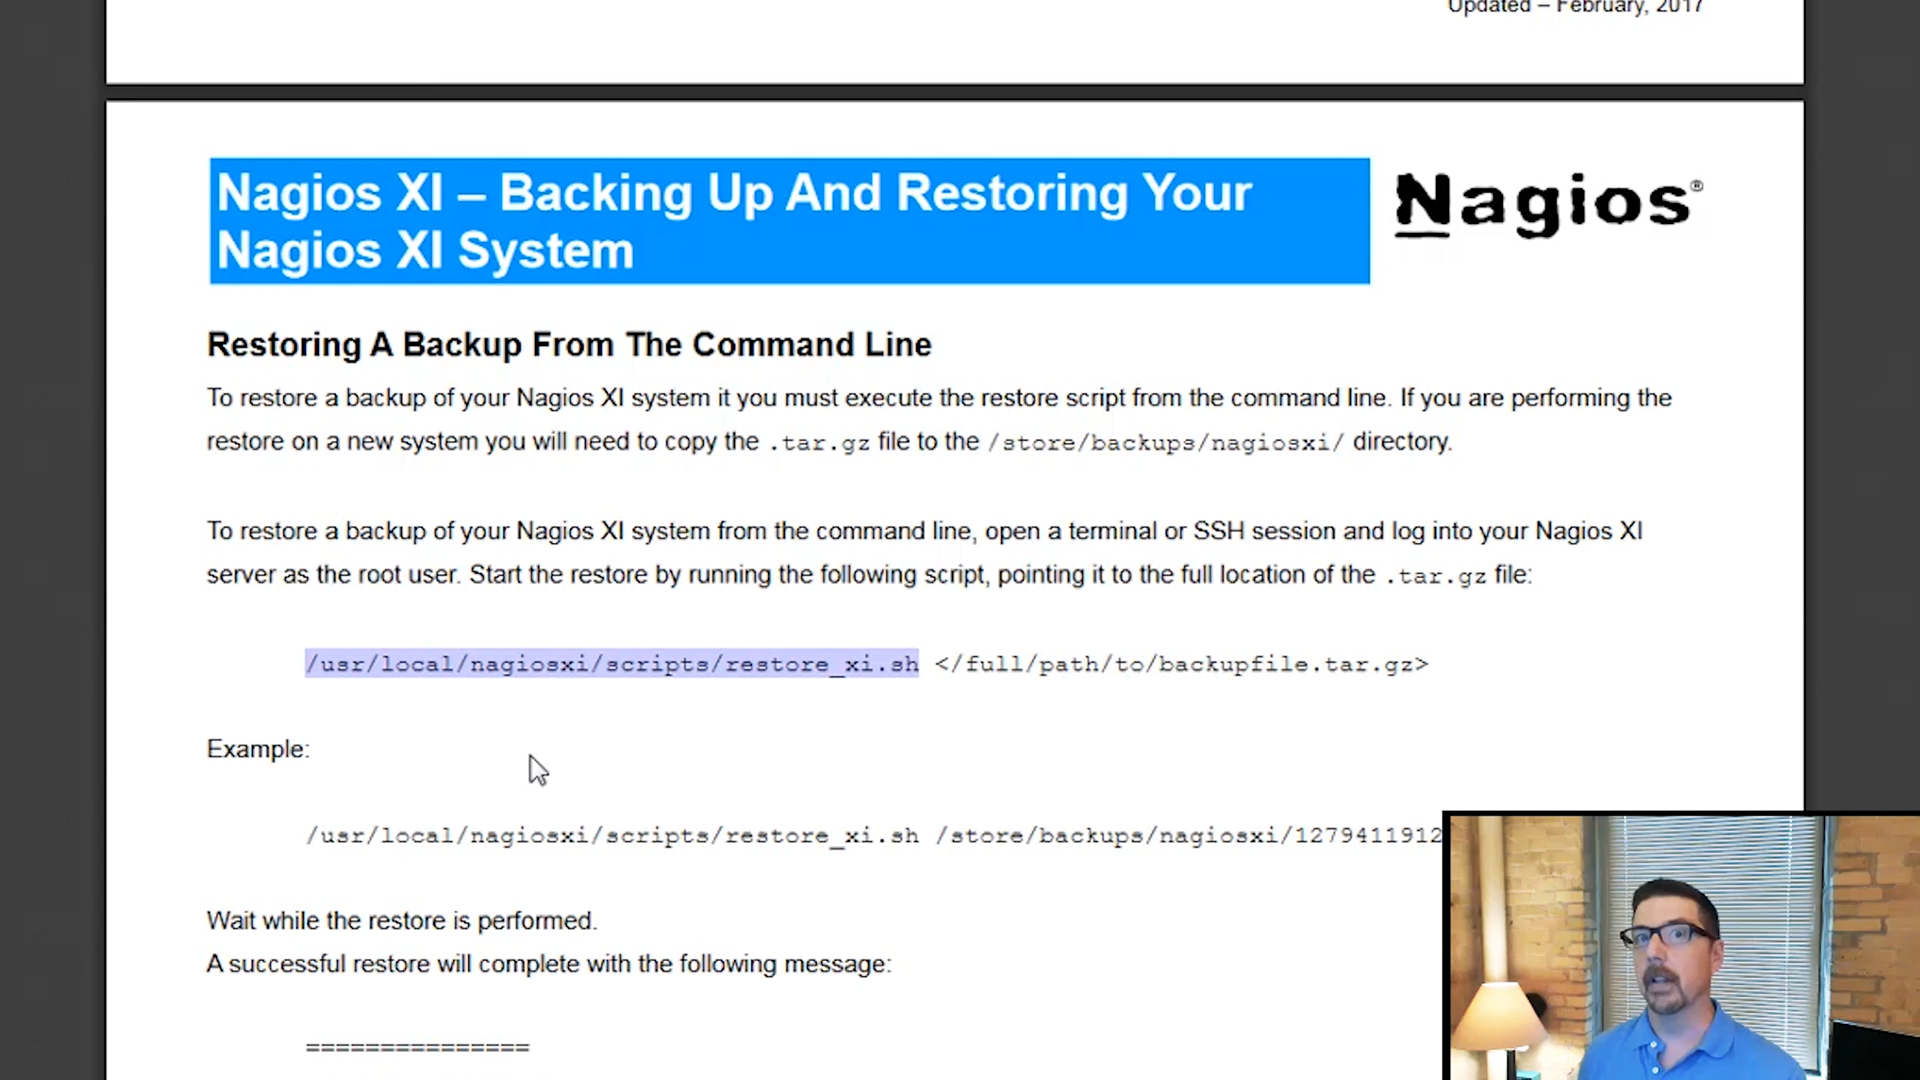 Updated – February, 2017
Nagios XI – Backing Up And Restoring Your
Nagios XI System
Nagios®
Restoring A Backup From The Command Line
To restore a backup of your Nagios XI system it you must execute the restore script from the command line. If you are performing the
restore on a new system you will need to copy the .tar.gz file to the /store/backups/nagiosxi/ directory.
To restore a backup of your Nagios XI system from the command line, open a terminal or SSH session and log into your Nagios XI
server as the root user. Start the restore by running the following script, pointing it to the full location of the .tar.gz file:
/usr/local/nagiosxi/scripts/restore_xi.sh </full/path/to/backupfile.tar.gz>
Example:
/usr/local/nagiosxi/scripts/restore_xi.sh /store/backups/nagiosxi/1279411912
Wait while the restore is performed.
A successful restore will complete with the following message:
===============